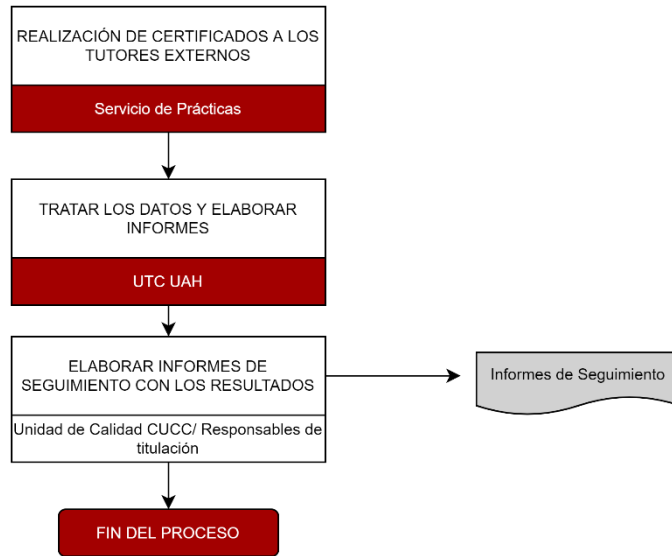 REALIZACIÓN DE CERTIFICADOS A LOS
TUTORES EXTERNOS
Servicio de Prácticas
TRATAR LOS DATOS Y ELABORAR
INFORMES
UTC UAH
ELABORAR INFORMES DE
SEGUIMIENTO CON LOS RESULTADOS
Informes de Seguimiento
Unidad de Calidad CUCC/ Responsables de
titulación
FIN DEL PROCESO